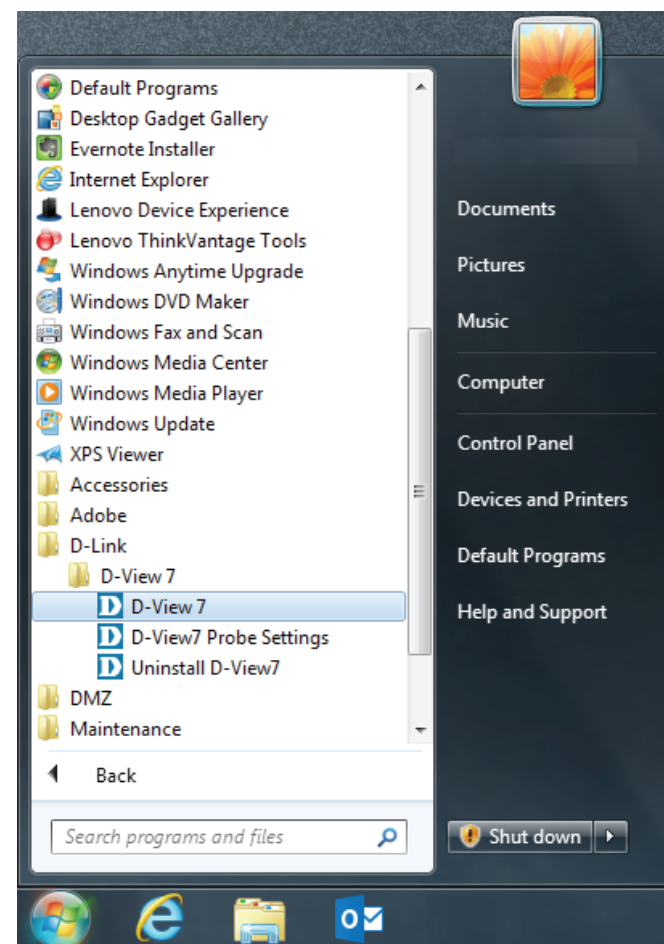 Default Programs
Desktop Gadget Gallery
Evernote Installer
Internet Explorer
Lenovo Device Experience
Lenovo ThinkVantage Tools
Windows Anytime Upgrade
Windows DVD Maker
Windows Fax and Scan
Windows Media Center
Windows Media Player
Windows Update
XPS Viewer
Accessories
Adobe
D-Link
D-View 7
D D-View 7
D D-View7 Probe Settings
D Uninstall D-View7
DMZ
Maintenance
Back
Search programs and files
Documents
Pictures
Music
Computer
Control Panel
Devices and Printers
Default Programs
Help and Support
Shut down